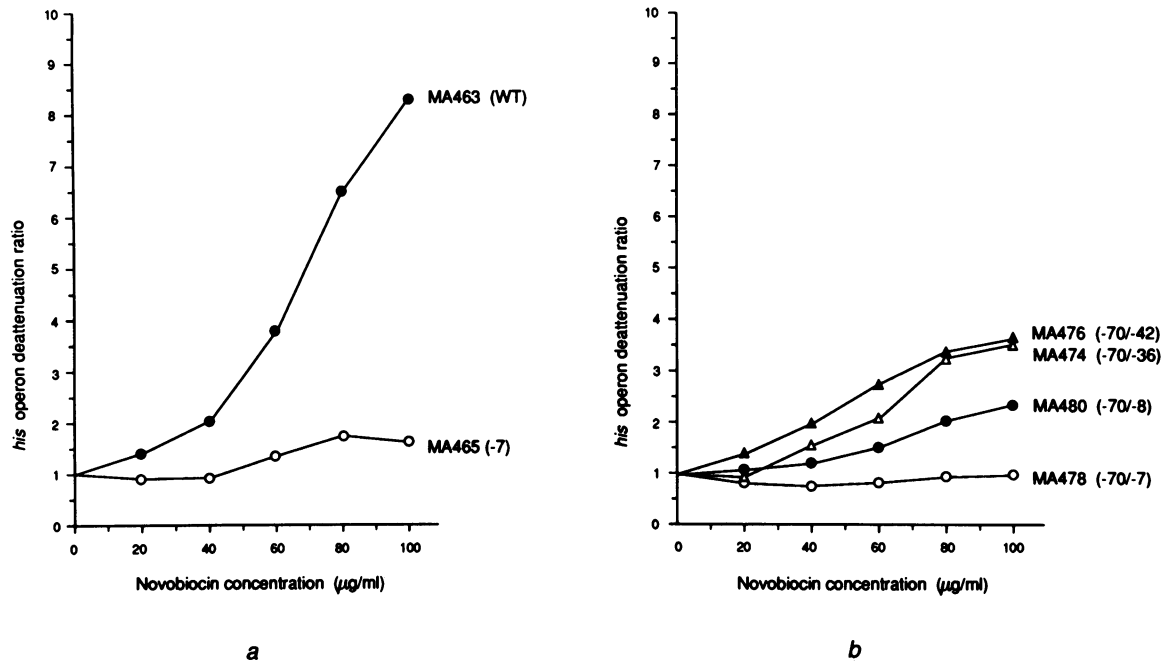 10
9
8
7
6
5
4
3
2
1
0
his operon deattenuation ratio
MA463 (WT)
MA465 (-7)
0 20 40 60 80 100
Novobiocin concentration (μg/ml)
a
10
9
8
7
6
5
4
3
2
1
0
his operon deattenuation ratio
MA476 (-70/-42)
MA474 (-70/-36)
MA480 (-70/-8)
MA478 (-70/-7)
0 20 40 60 80 100
Novobiocin concentration (μg/ml)
b